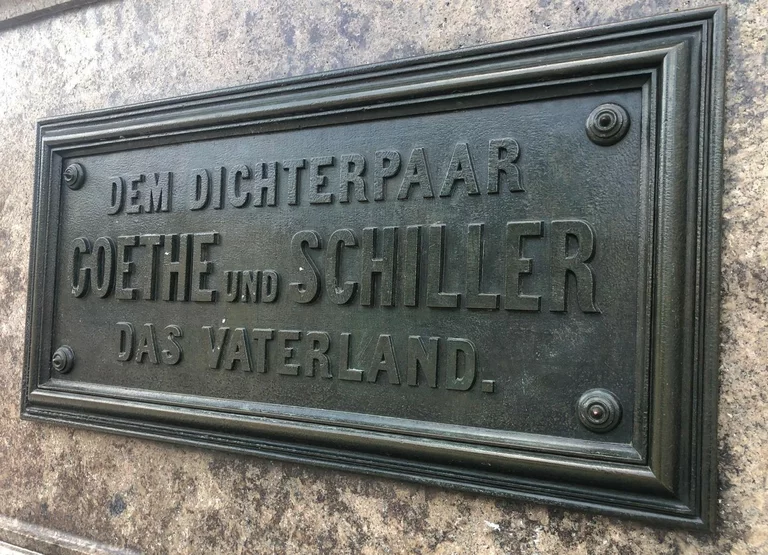 DEM DICHTERPAAR
GOETHE UND SCHILLER
DAS VATERLAND.